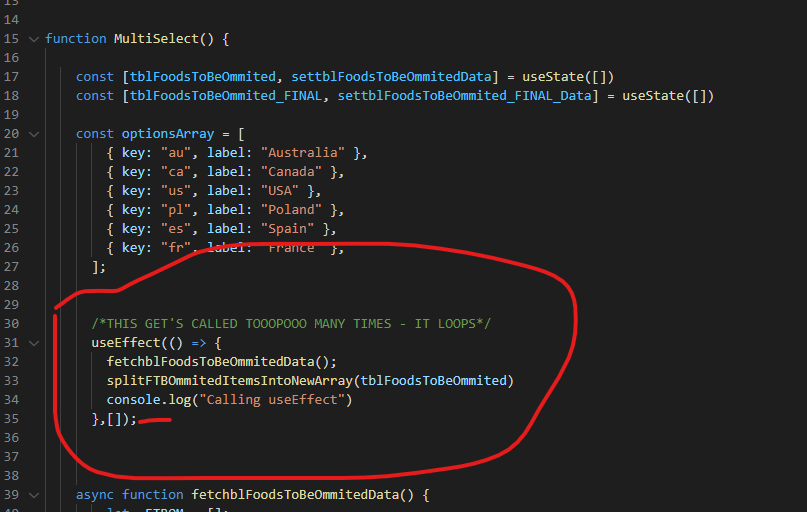 13
14
15 function MultiSelect() {
16
17 const [tblFoodsToBeOmmited, settblFoodsToBeOmmitedData] = useState([])
18 const [tblFoodsToBeOmmited_FINAL, settblFoodsToBeOmmited_FINAL_Data] = useState([])
19
20 const optionsArray = [
21 { key: "au", label: "Australia" },
22 { key: "ca", label: "Canada" },
23 { key: "us", label: "USA" },
24 { key: "pl", label: "Poland" },
25 { key: "es", label: "Spain" },
26 { key: "fr", label: "France" },
27 ];
28
29
30 /*THIS GET'S CALLED TOOOPOOO MANY TIMES - IT LOOPS*/
31 useEffect(() => {
32 fetchblFoodsToBeOmmitedData();
33 splitFTBOmmitedItemsIntoNewArray(tblFoodsToBeOmmited)
34 console.log("Calling useEffect")
35 },[]);
36
37
38
39 async function fetchblFoodsToBeOmmitedData() {